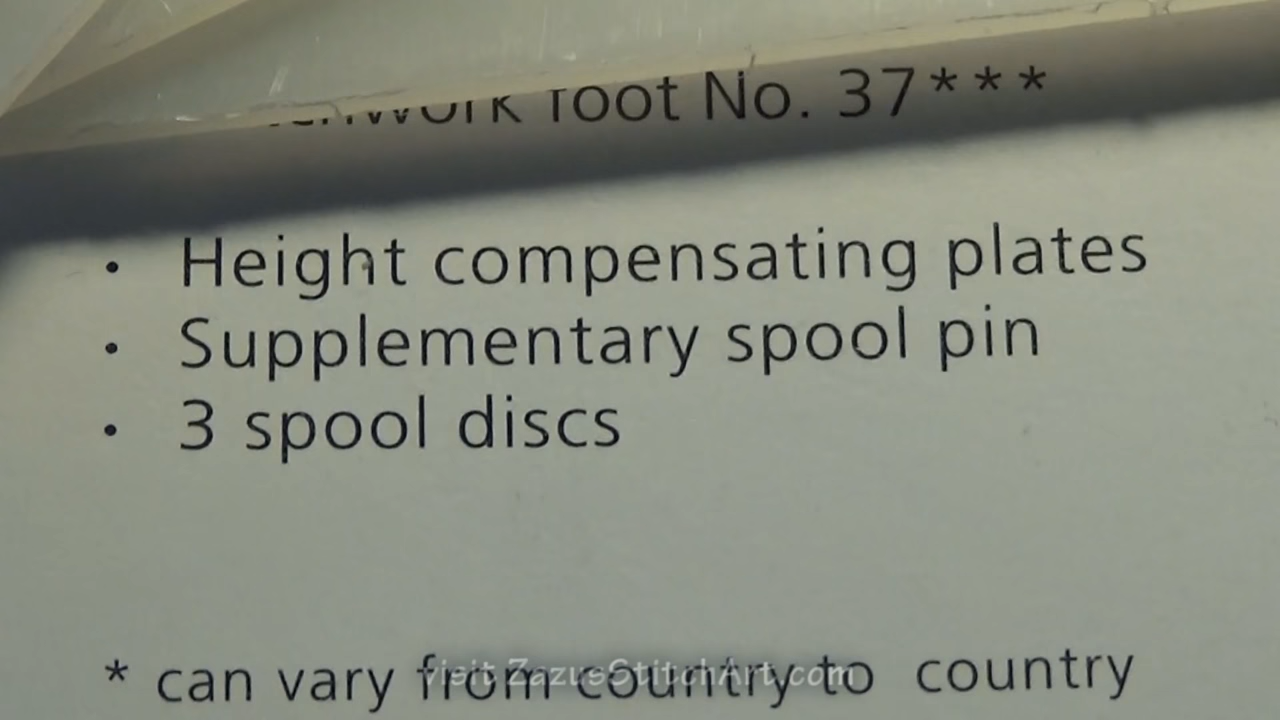 foot No. 37***
• Height compensating plates
• Supplementary spool pin
• 3 spool discs
* can vary from country to country
visit ZazusStitchArt.com